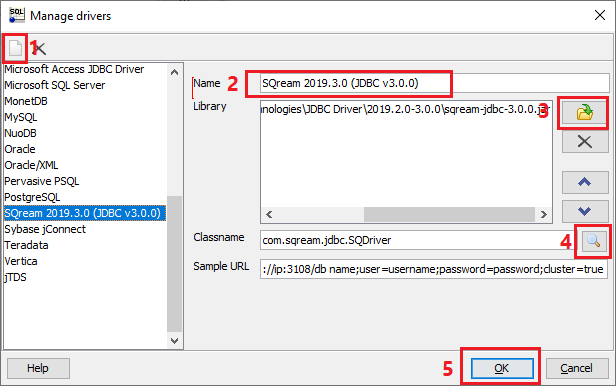 SQL
Manage drivers
1
Microsoft Access JDBC Driver
Microsoft SQL Server
MonetDB
MySQL
NuoDB
Oracle
Oracle/XML
Pervasive PSQL
PostgreSQL
SQream 2019.3.0 (JDBC v3.0.0)
Sybase jConnect
Teradata
Vertica
jTDS
Name 2 SQream 2019.3.0 (JDBC v3.0.0)
Library nologies\JDBC Driver\2019.2.0-3.0.0\sqream-jdbc-3.0.0.jar 3
Classname com.sqream.jdbc.SQDriver 4
Sample URL ://ip:3108/db name;user=username;password=password;cluster=true
Help 5 OK Cancel